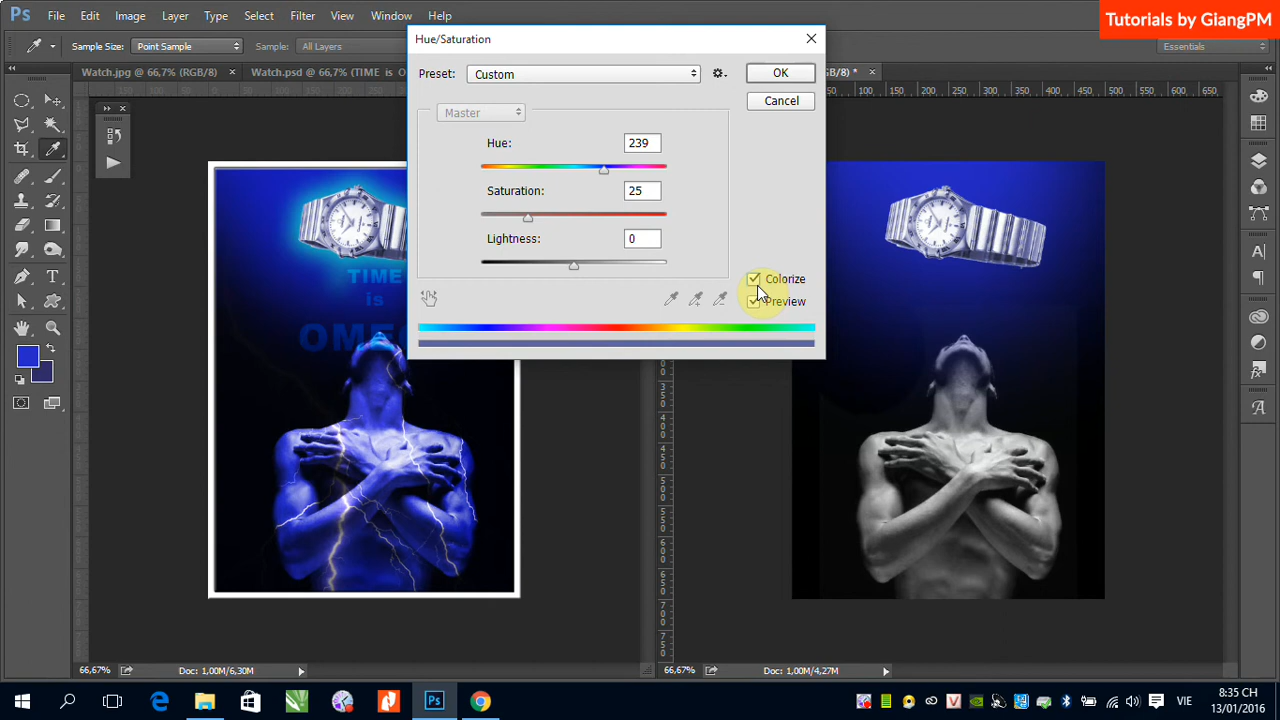 Ps File Edit Image Layer Type Select Filter View Window Help
Tutorials by GiangPM
Sample Size: Point Sample Sample: All Layers
Essentials
Watch.jpg @ 66,7% (RGB/8) × Watch.psd @ 66,7% (TIME is O
GB/8) * ×
Hue/Saturation
Preset: Custom
OK
Cancel
Master
Hue: 239
Saturation: 25
Lightness: 0
Colorize
Preview
TIME
is
OMEG
66,67% Doc: 1,00M/6,30M
66,67% Doc: 1,00M/4,27M
VIE
8:35 CH
13/01/2016